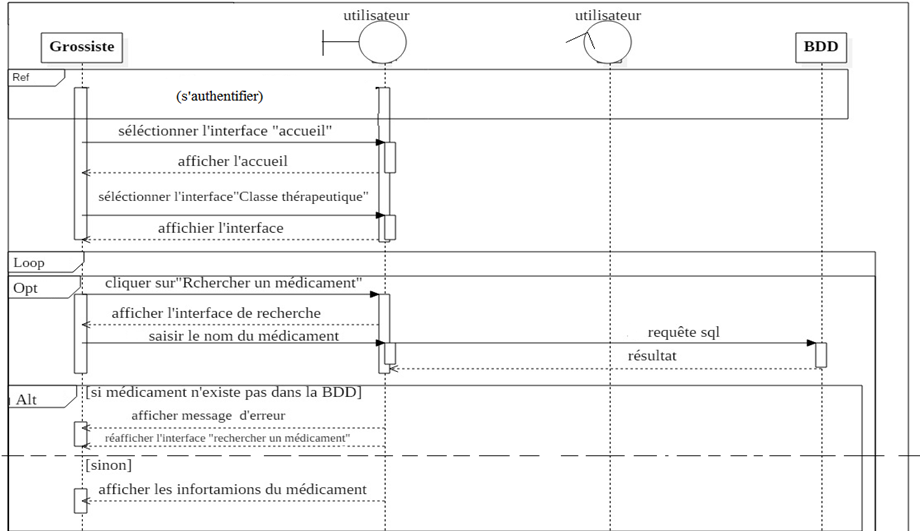 utilisateur
utilisateur
Grossiste
BDD
Ref
(s'authentifier)
séléctionner l'interface "accueil"
afficher l'accueil
séléctionner l'interface"Classe thérapeutique"
affichier l'interface
Loop
Opt
cliquer sur"Rchercher un médicament"
afficher l'interface de recherche
saisir le nom du médicament
requête sql
résultat
Alt
[si médicament n'existe pas dans la BDD]
afficher message d'erreur
réafficher l'interface "rechercher un médicament"
[sinon]
afficher les infortamions du médicament